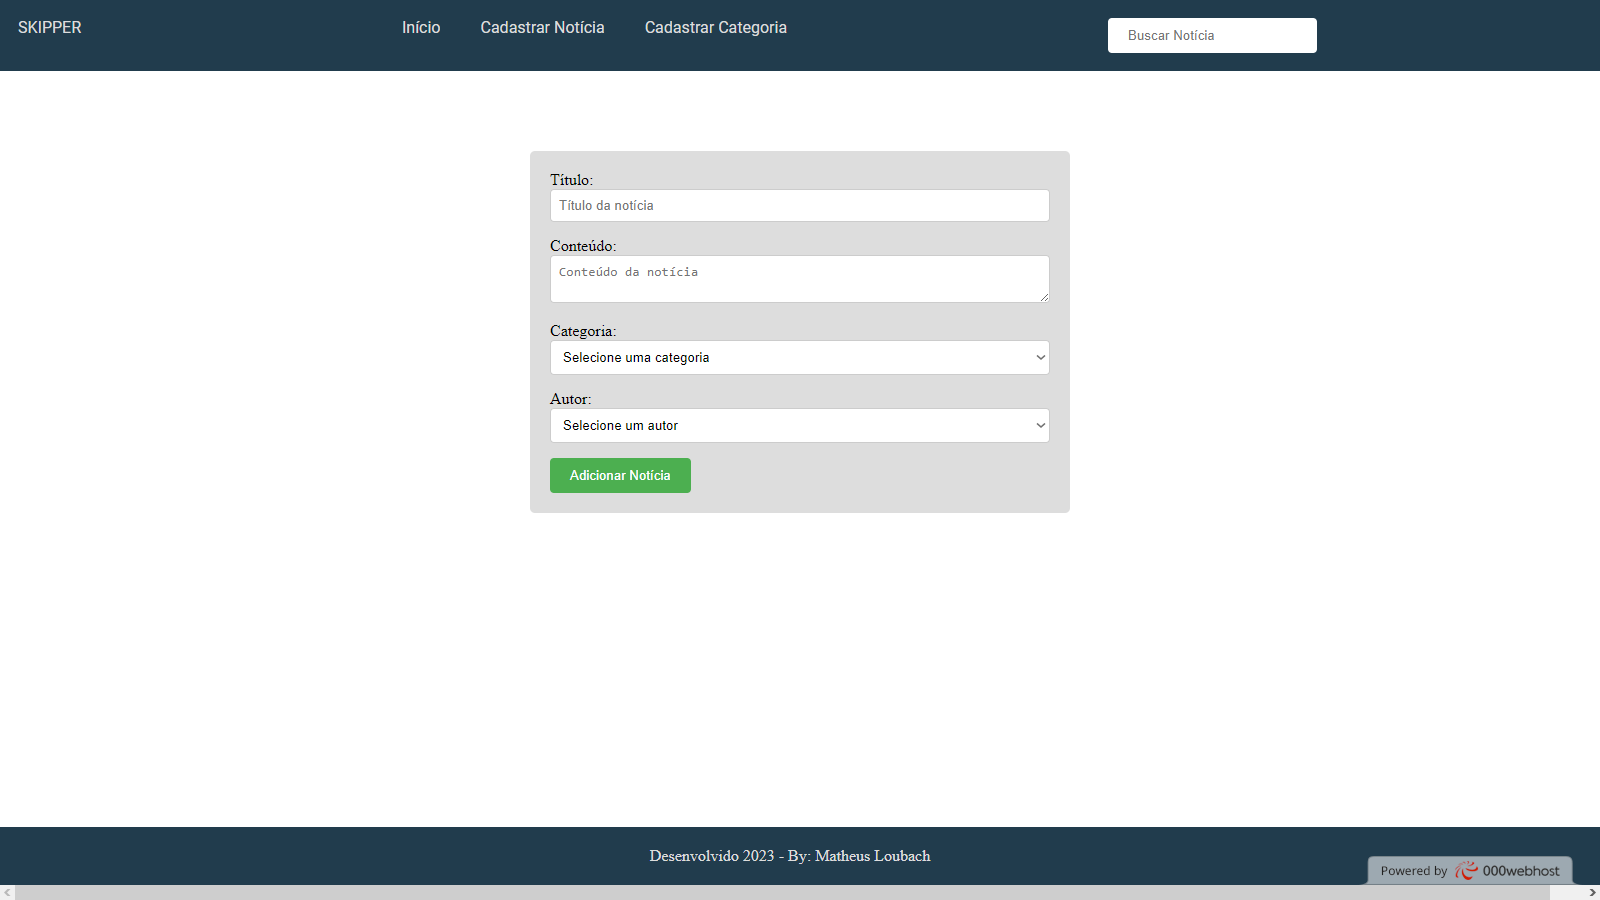 SKIPPER
Início
Cadastrar Notícia
Cadastrar Categoria
Buscar Notícia
Título:
Título da notícia
Conteúdo:
Conteúdo da notícia
Categoria:
Selecione uma categoria
Autor:
Selecione um autor
Adicionar Notícia
Desenvolvido 2023 - By: Matheus Loubach
Powered by 000webhost